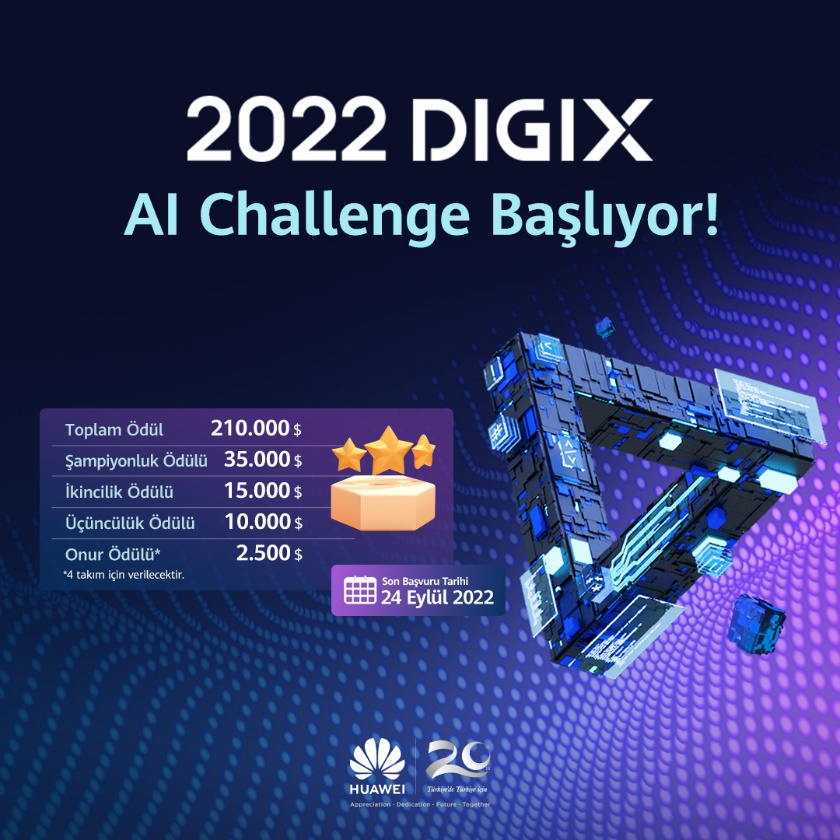 2022 DIGIX
AI Challenge Başlıyor!
Toplam Ödül 210.000 $
Şampiyonluk Ödülü 35.000 $
İkincilik Ödülü 15.000 $
Üçüncülük Ödülü 10.000 $
Onur Ödülü* 2.500 $
*4 takım için verilecektir.
Son Başvuru Tarihi
24 Eylül 2022
HUAWEI
20
Türkiye'de Türkiye için
Appreciation - Dedication - Future - Together